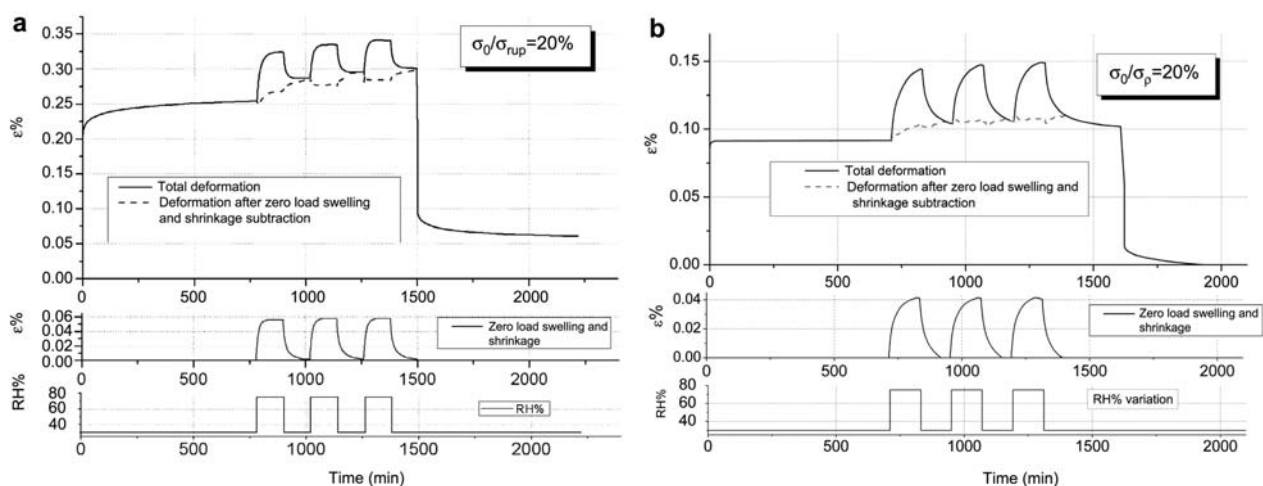 a
σ0/σrup=20%
ε%
0.35
0.30
0.25
0.20
0.15
0.10
0.05
0.00
Total deformation
Deformation after zero load swelling
and shrinkage subtraction
0 500 1000 1500 2000
ε%
0.06
0.04
0.02
0.00
Zero load swelling and
shrinkage
0 500 1000 1500 2000
RH%
80
60
40
RH%
0 500 1000 1500 2000
Time (min)
b
σ0/σρ=20%
ε%
0.15
0.10
0.05
0.00
Total deformation
Deformation after zero load swelling and
shrinkage subtraction
0 500 1000 1500 2000
ε%
0.04
0.02
0.00
Zero load swelling and
shrinkage
0 500 1000 1500 2000
RH%
80
60
40
RH% variation
0 500 1000 1500 2000
Time (min)